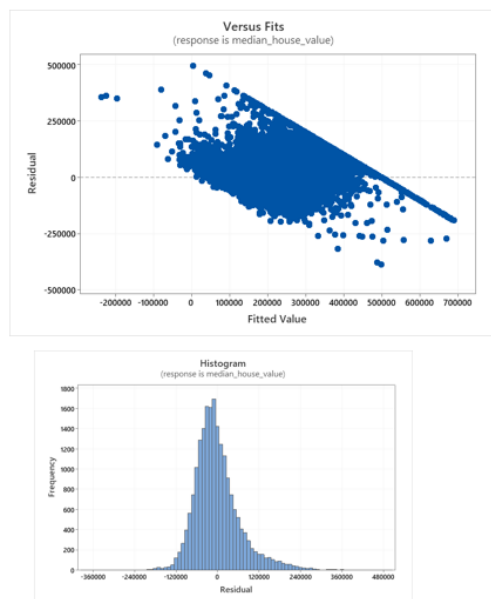 Versus Fits
(response is median_house_value)
500000
250000
0
-250000
-500000
Residual
-200000 -100000 0 100000 200000 300000 400000 500000 600000 700000
Fitted Value
Histogram
(response is median_house_value)
1800
1600
1400
1200
1000
800
600
400
200
0
Frequency
-360000 -240000 -120000 0 120000 240000 360000 480000
Residual